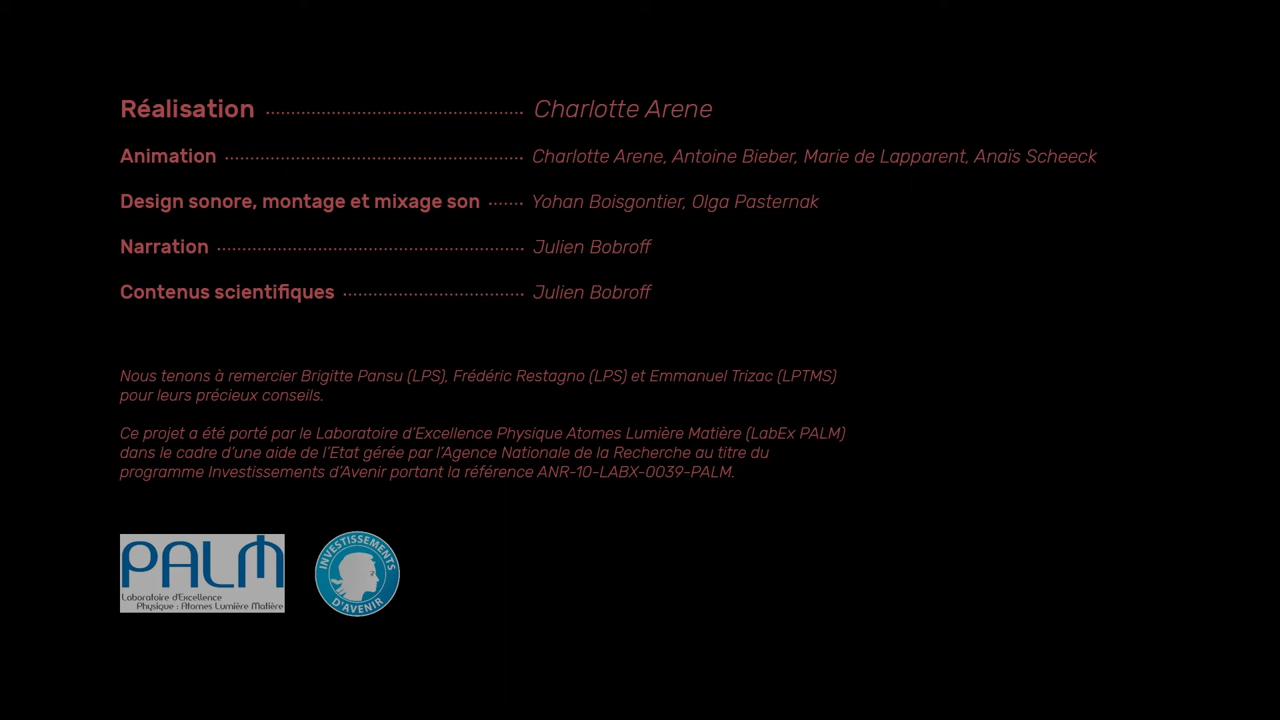 Réalisation ................................................ Charlotte Arene
Animation ................................................ Charlotte Arene, Antoine Bieber, Marie de Lapparent, Anaïs Scheeck
Design sonore, montage et mixage son ....... Yohan Boisgontier, Olga Pasternak
Narration ................................................ Julien Bobroff
Contenus scientifiques ................................ Julien Bobroff
Nous tenons à remercier Brigitte Pansu (LPS), Frédéric Restagno (LPS) et Emmanuel Trizac (LPTMS)
pour leurs précieux conseils.
Ce projet a été porté par le Laboratoire d'Excellence Physique Atomes Lumière Matière (LabEx PALM)
dans le cadre d'une aide de l'Etat gérée par l'Agence Nationale de la Recherche au titre du
programme Investissements d'Avenir portant la référence ANR-10-LABX-0039-PALM.
PALM
Laboratoire d'Excellence
Physique : Atomes Lumière Matière
INVESTISSEMENTS
D'AVENIR